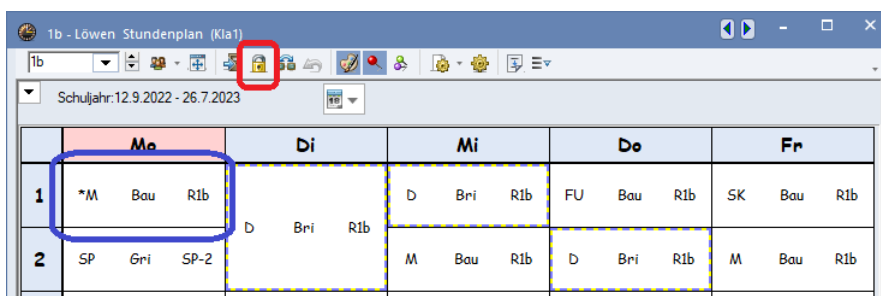 1b - Löwen Stundenplan (Kla1)
1b
Schuljahr:12.9.2022 - 26.7.2023
Mo Di Mi Do Fr
1 *M Bau R1b D Bri R1b D Bri R1b FU Bau R1b SK Bau R1b
2 SP Gri SP-2 M Bau R1b D Bri R1b M Bau R1b